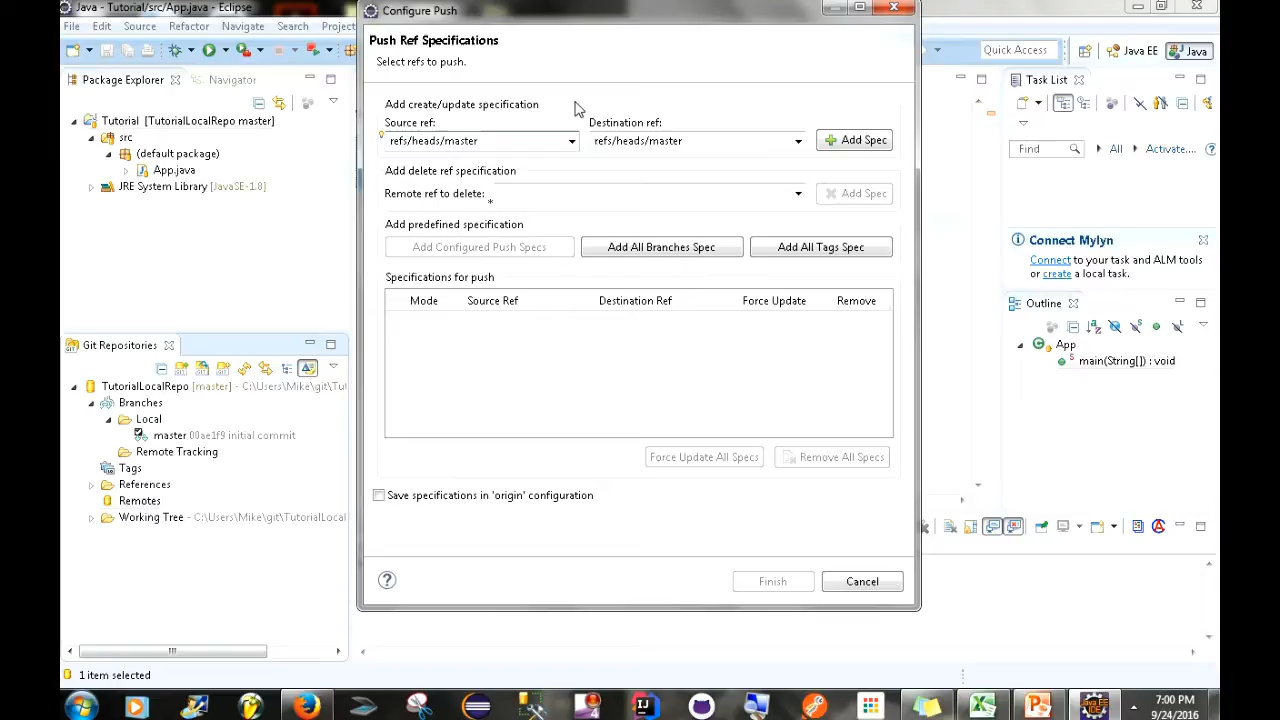 Java - Tutorial/src/App.java - Eclipse
File Edit Source Refactor Navigate Search Project
Quick Access
Java EE
Java
Package Explorer
Navigator
Tutorial [TutorialLocalRepo master]
src
(default package)
App.java
JRE System Library [JavaSE-1.8]
Git Repositories
TutorialLocalRepo [master] - C:\Users\Mike\git\Tut
Branches
Local
master 00ae1f9 initial commit
Remote Tracking
Tags
References
Remotes
Working Tree - C:\Users\Mike\git\TutorialLocal
1 item selected
Configure Push
Push Ref Specifications
Select refs to push.
Add create/update specification
Source ref:
Destination ref:
refs/heads/master
refs/heads/master
Add Spec
Add delete ref specification
Remote ref to delete:
*
Add Spec
Add predefined specification
Add Configured Push Specs
Add All Branches Spec
Add All Tags Spec
Specifications for push
Mode Source Ref Destination Ref Force Update Remove
Force Update All Specs
Remove All Specs
Save specifications in 'origin' configuration
Finish
Cancel
Task List
Find
All
Activate...
Connect Mylyn
Connect to your task and ALM tools
or create a local task.
Outline
App
main(String[]) : void
7:00 PM
9/24/2016